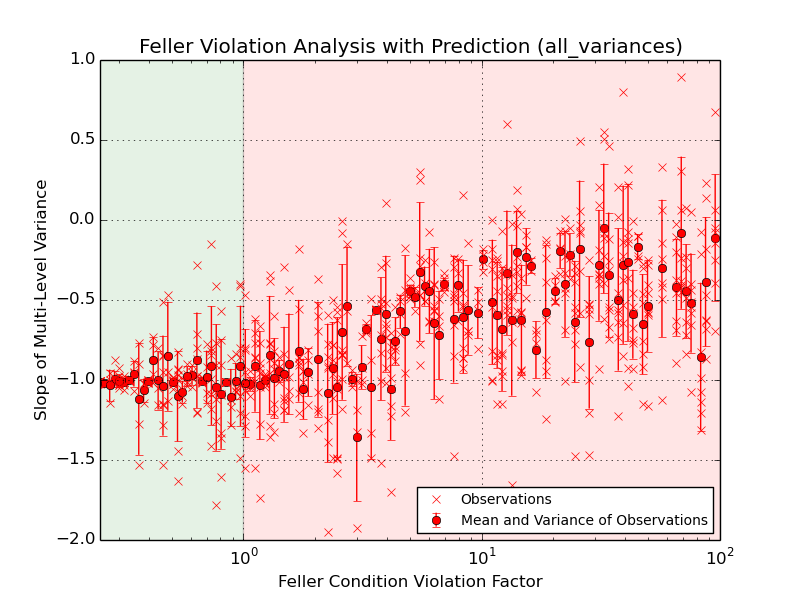 Feller Violation Analysis with Prediction (all_variances)
Slope of Multi-Level Variance
1.0
0.5
0.0
−0.5
−1.0
−1.5
−2.0
10⁰
10¹
10²
Feller Condition Violation Factor
Observations
Mean and Variance of Observations